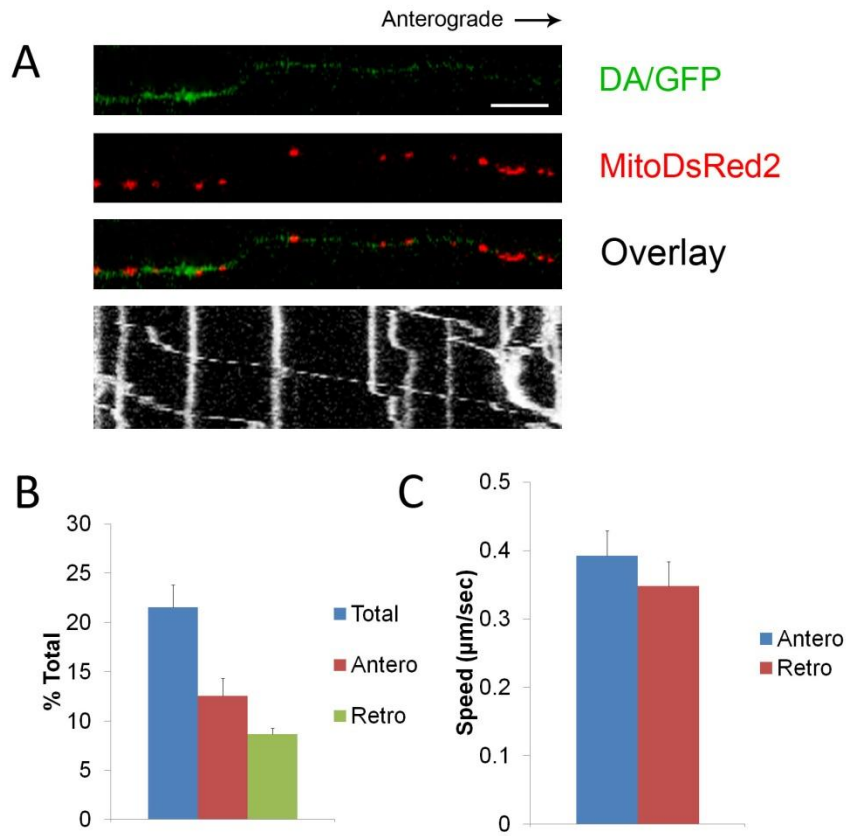 Anterograde
A
DA/GFP
MitoDsRed2
Overlay
B
30
25
20
15
10
5
0
% Total
Total
Antero
Retro
C
0.5
0.4
0.3
0.2
0.1
0
Speed (µm/sec)
Antero
Retro